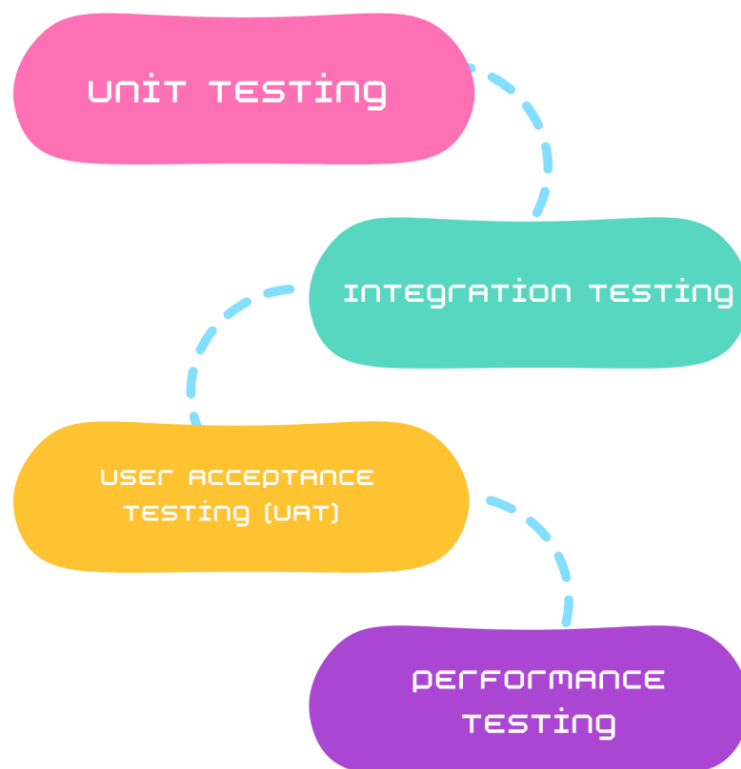 UNIT TESTING
INTEGRATION TESTING
USER ACCEPTANCE
TESTING (UAT)
PERFORMANCE
TESTING